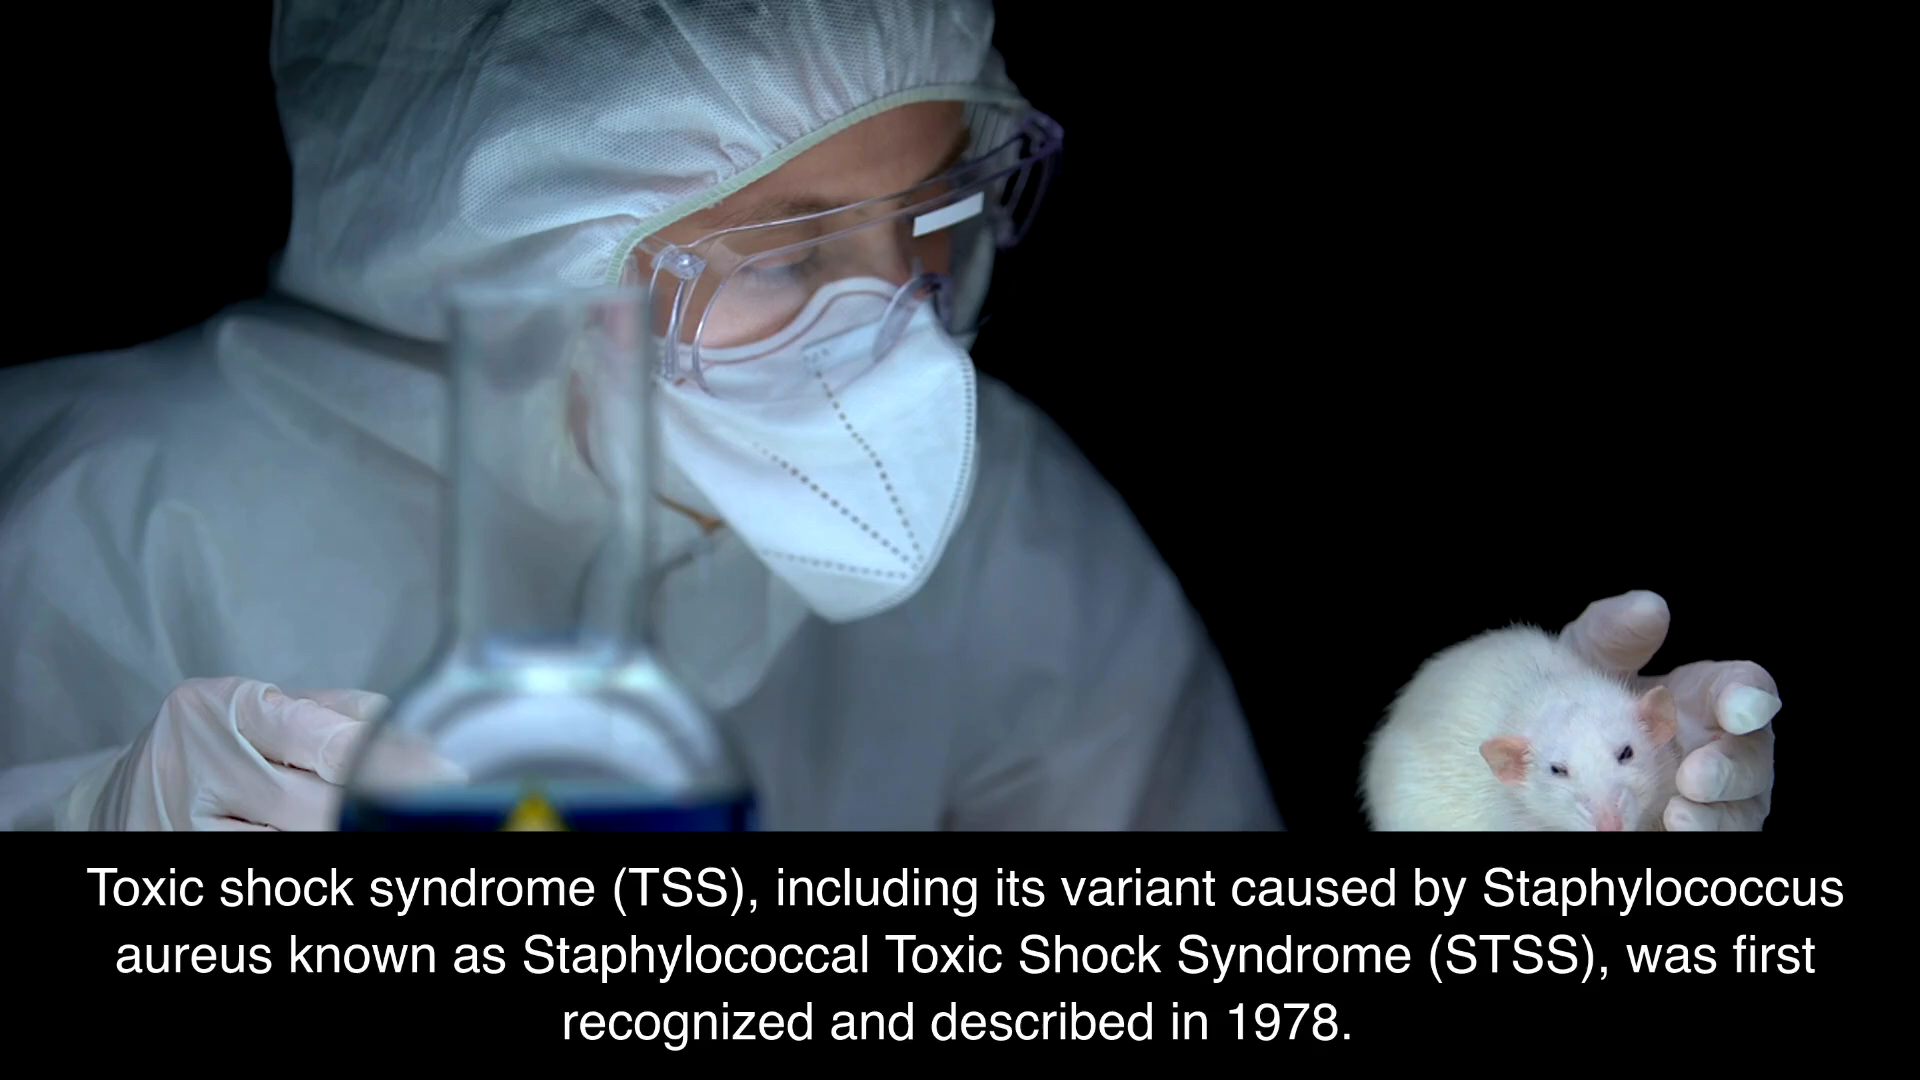 Toxic shock syndrome (TSS), including its variant caused by Staphylococcus
aureus known as Staphylococcal Toxic Shock Syndrome (STSS), was first
recognized and described in 1978.